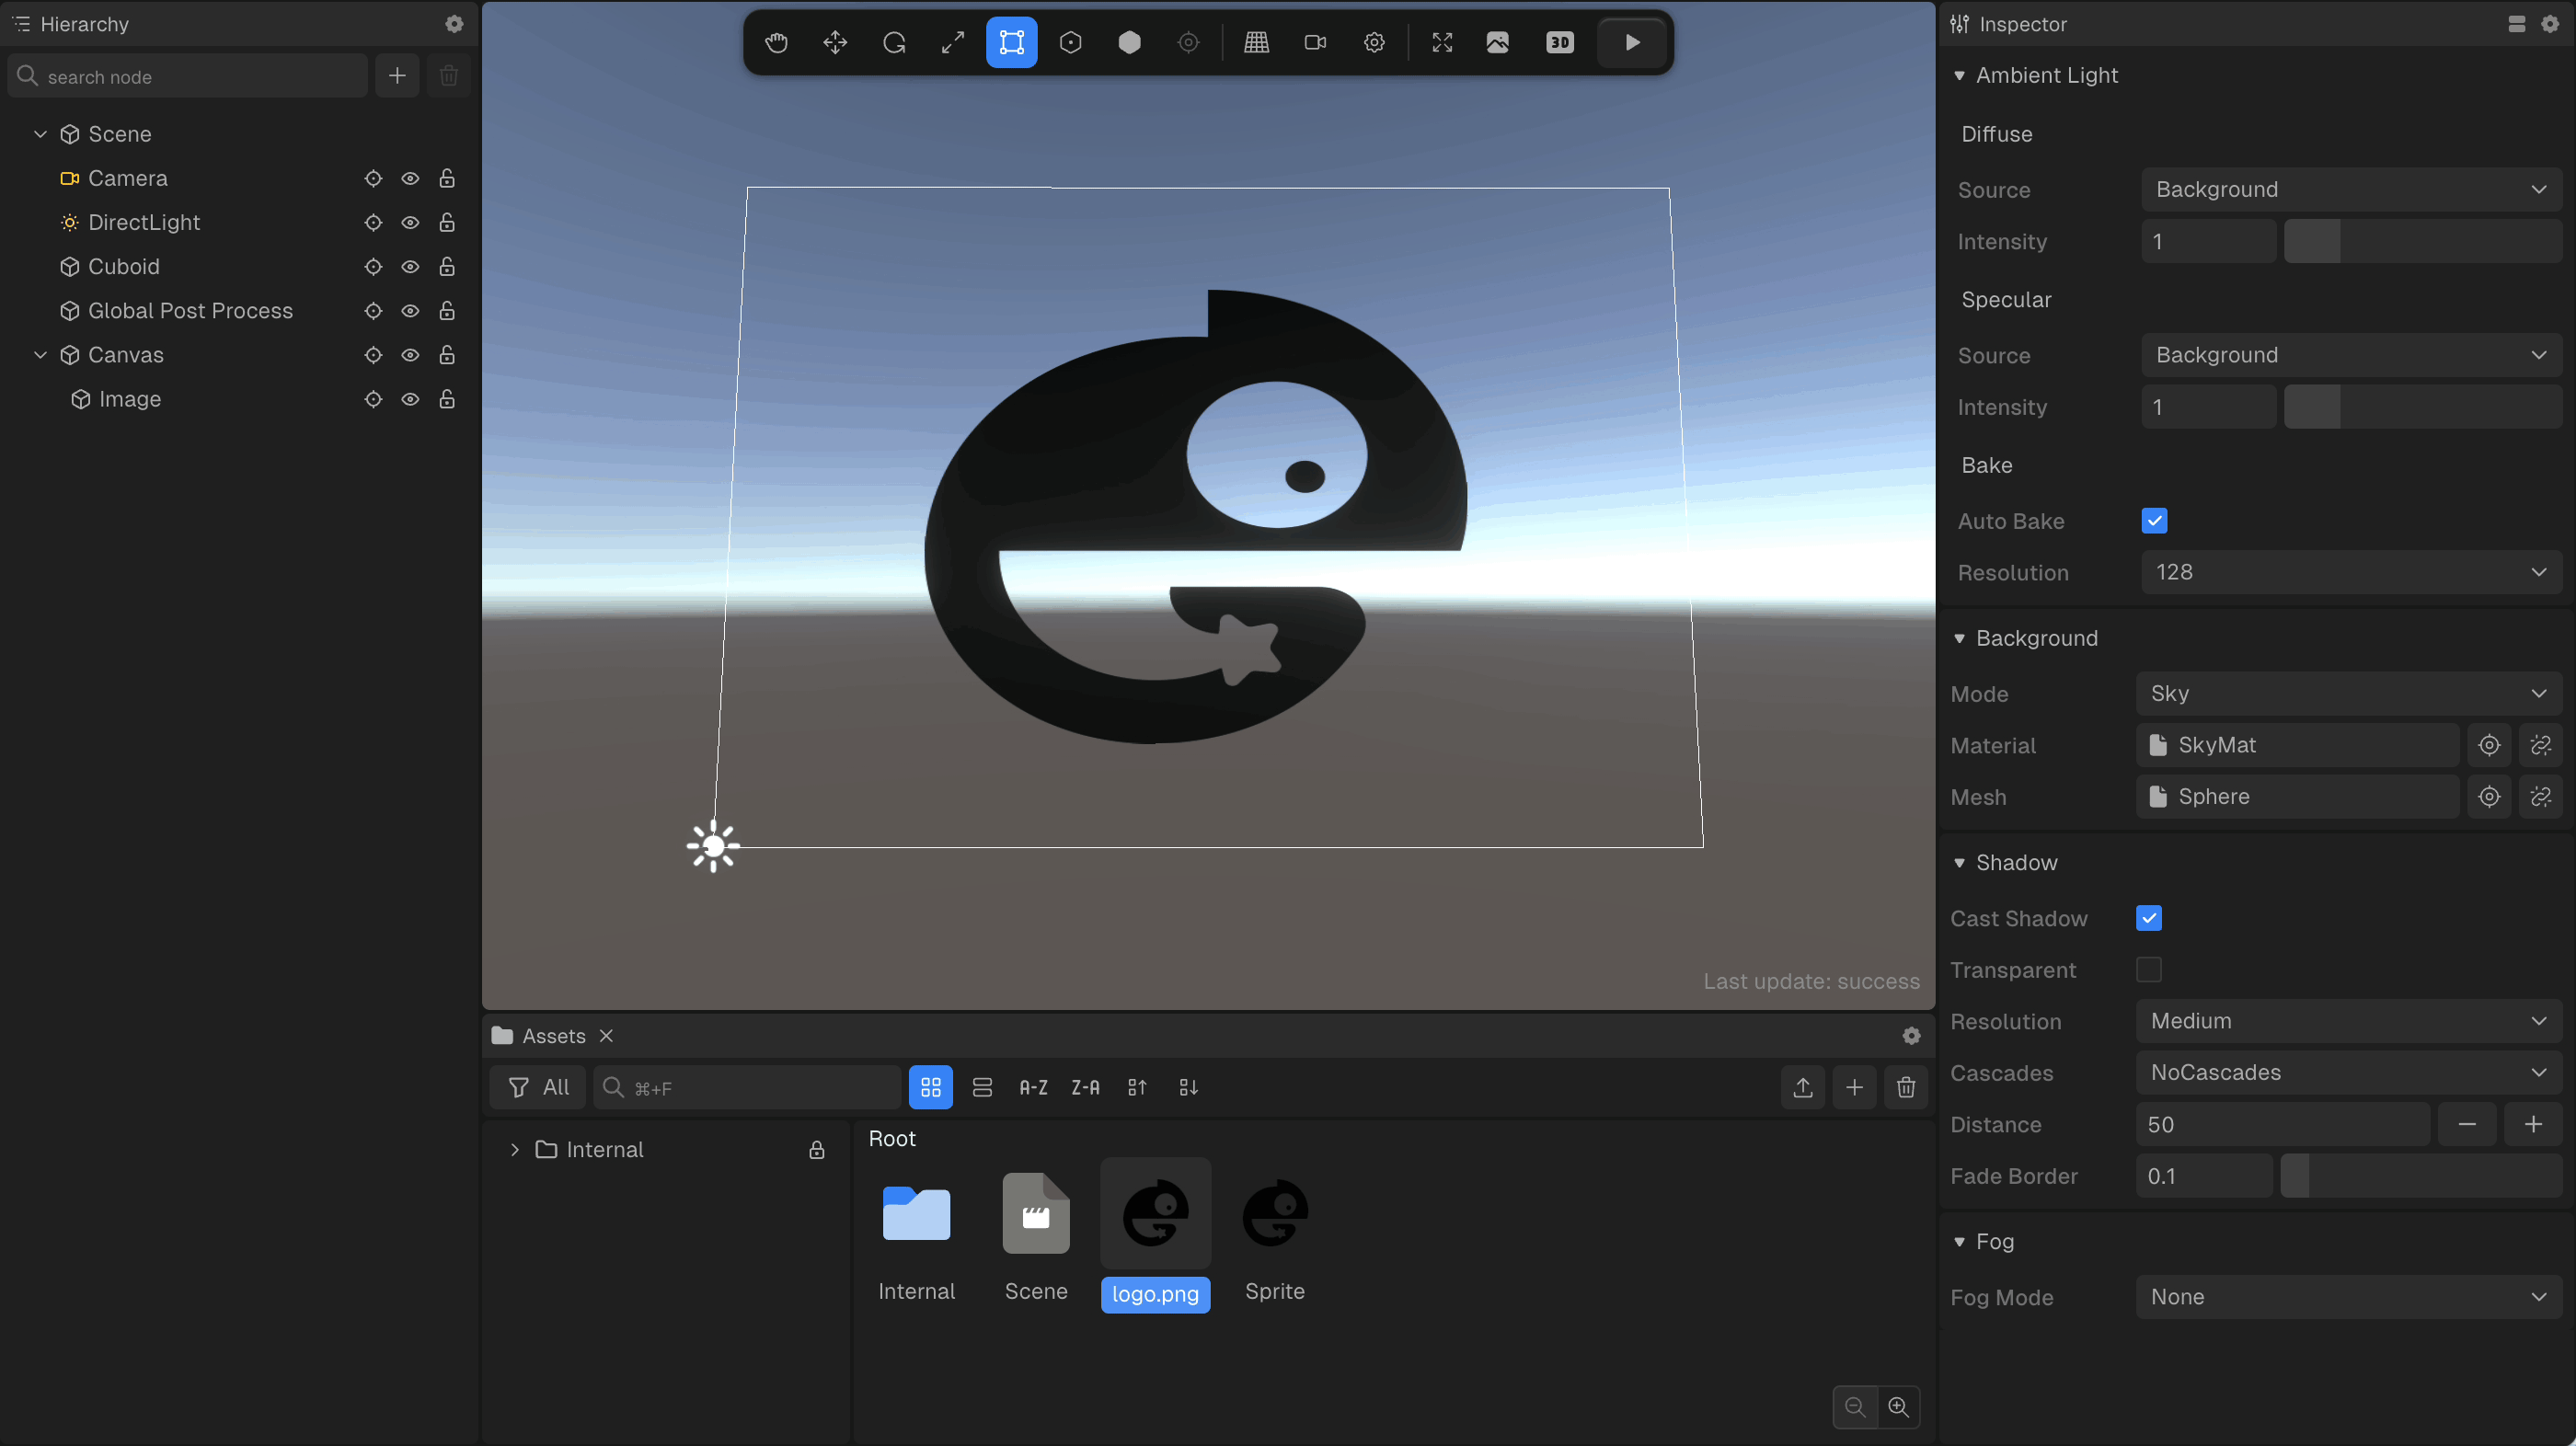 Hierarchy
search node
Scene
Camera
DirectLight
Cuboid
Global Post Process
Canvas
Image
3D
Last update: success
Assets
All
⌘+F
A-Z
Z-A
Internal
Root
Internal
Scene
logo.png
Sprite
Inspector
Ambient Light
Diffuse
Source
Background
Intensity
1
Specular
Source
Background
Intensity
1
Bake
Auto Bake
Resolution
128
Background
Mode
Sky
Material
SkyMat
Mesh
Sphere
Shadow
Cast Shadow
Transparent
Resolution
Medium
Cascades
NoCascades
Distance
50
Fade Border
0.1
Fog
Fog Mode
None